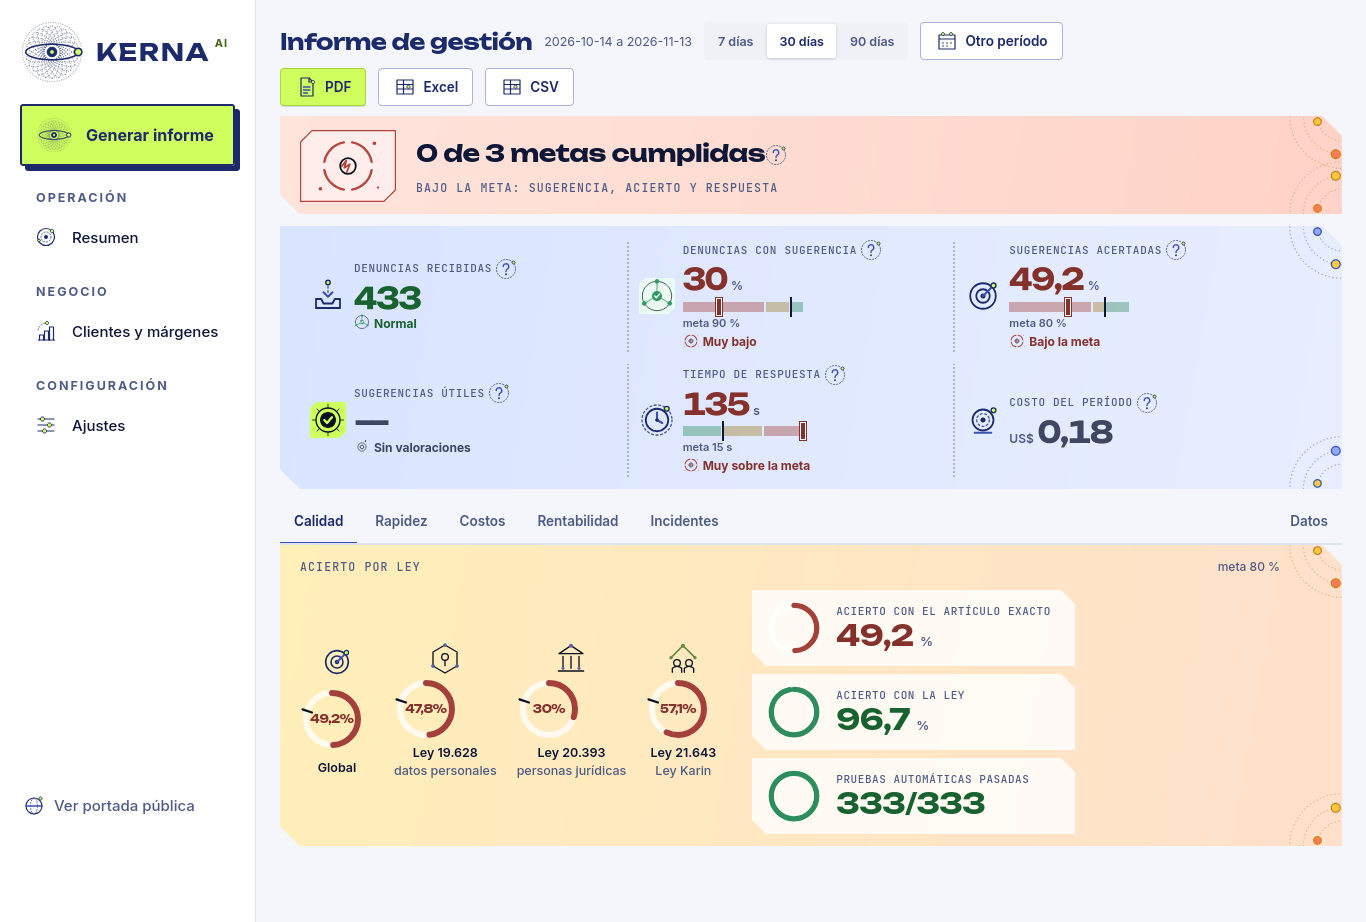 KERNA AI
Generar informe
OPERACIÓN
Resumen
NEGOCIO
Clientes y márgenes
CONFIGURACIÓN
Ajustes
Ver portada pública
Informe de gestión
2026-10-14 a 2026-11-13
7 días
30 días
90 días
Otro período
PDF
Excel
CSV
0 de 3 metas cumplidas ?
BAJO LA META: SUGERENCIA, ACIERTO Y RESPUESTA
DENUNCIAS RECIBIDAS ?
433
Normal
DENUNCIAS CON SUGERENCIA ?
30 %
meta 90 %
Muy bajo
SUGERENCIAS ACERTADAS ?
49,2 %
meta 80 %
Bajo la meta
SUGERENCIAS ÚTILES ?
—
Sin valoraciones
TIEMPO DE RESPUESTA ?
135 s
meta 15 s
Muy sobre la meta
COSTO DEL PERÍODO ?
US$ 0,18
Calidad
Rapidez
Costos
Rentabilidad
Incidentes
Datos
ACIERTO POR LEY
meta 80 %
49,2%
Global
47,8%
Ley 19.628
datos personales
30%
Ley 20.393
personas jurídicas
57,1%
Ley 21.643
Ley Karin
ACIERTO CON EL ARTÍCULO EXACTO
49,2 %
ACIERTO CON LA LEY
96,7 %
PRUEBAS AUTOMÁTICAS PASADAS
333/333